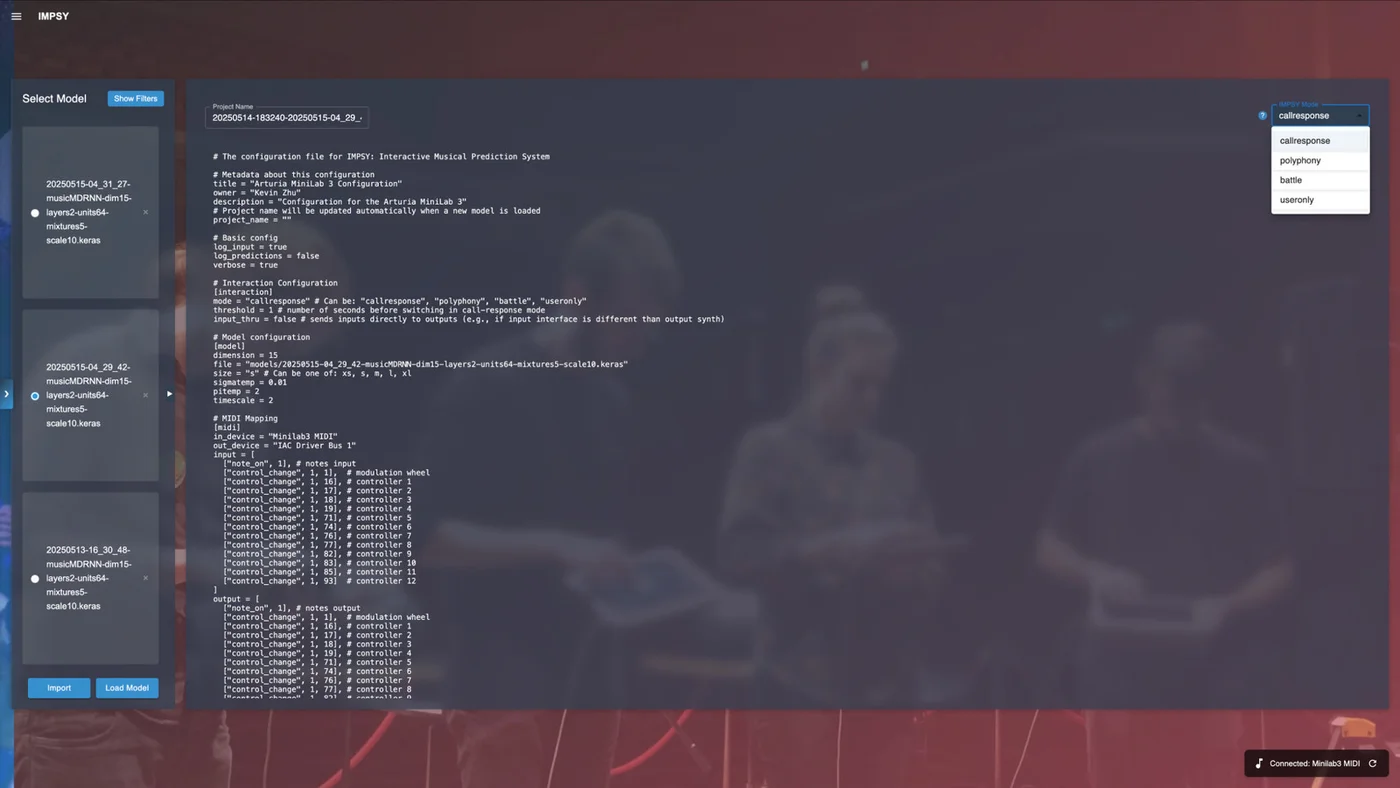 IMPSY
Select Model
Show Filters
20250515-04_31_27-
musicMDRNN-dim15-
layers2-units64-
mixtures5-
scale10.keras
20250515-04_29_42-
musicMDRNN-dim15-
layers2-units64-
mixtures5-
scale10.keras
20250513-16_30_48-
musicMDRNN-dim15-
layers2-units64-
mixtures5-
scale10.keras
Import
Load Model
Project Name
20250514-183240-20250515-04_29_
IMPSY Mode
callresponse
callresponse
polyphony
battle
useronly
# The configuration file for IMPSY: Interactive Musical Prediction System
# Metadata about this configuration
title = "Arturia MiniLab 3 Configuration"
owner = "Kevin Zhu"
description = "Configuration for the Arturia MiniLab 3"
# Project name will be updated automatically when a new model is loaded
project_name = ""
# Basic config
log_input = true
log_predictions = false
verbose = true
# Interaction Configuration
[interaction]
mode = "callresponse" # Can be: "callresponse", "polyphony", "battle", "useronly"
threshold = 1 # number of seconds before switching in call-response mode
input_thru = false # sends inputs directly to outputs (e.g., if input interface is different than output synth)
# Model configuration
[model]
dimension = 15
file = "models/20250515-04_29_42-musicMDRNN-dim15-layers2-units64-mixtures5-scale10.keras"
size = "s" # Can be one of: xs, s, m, l, xl
sigmatemp = 0.01
pitemp = 2
timescale = 2
# MIDI Mapping
[midi]
in_device = "Minilab3 MIDI"
out_device = "IAC Driver Bus 1"
input = [
["note_on", 1], # notes input
["control_change", 1, 1], # modulation wheel
["control_change", 1, 16], # controller 1
["control_change", 1, 17], # controller 2
["control_change", 1, 18], # controller 3
["control_change", 1, 19], # controller 4
["control_change", 1, 71], # controller 5
["control_change", 1, 74], # controller 6
["control_change", 1, 76], # controller 7
["control_change", 1, 77], # controller 8
["control_change", 1, 82], # controller 9
["control_change", 1, 83], # controller 10
["control_change", 1, 85], # controller 11
["control_change", 1, 93] # controller 12
]
output = [
["note_on", 1], # notes output
["control_change", 1, 1], # modulation wheel
["control_change", 1, 16], # controller 1
["control_change", 1, 17], # controller 2
["control_change", 1, 18], # controller 3
["control_change", 1, 19], # controller 4
["control_change", 1, 71], # controller 5
["control_change", 1, 74], # controller 6
["control_change", 1, 76], # controller 7
["control_change", 1, 77], # controller 8
["control_change", 1, 82], # controller 9
Connected: Minilab3 MIDI